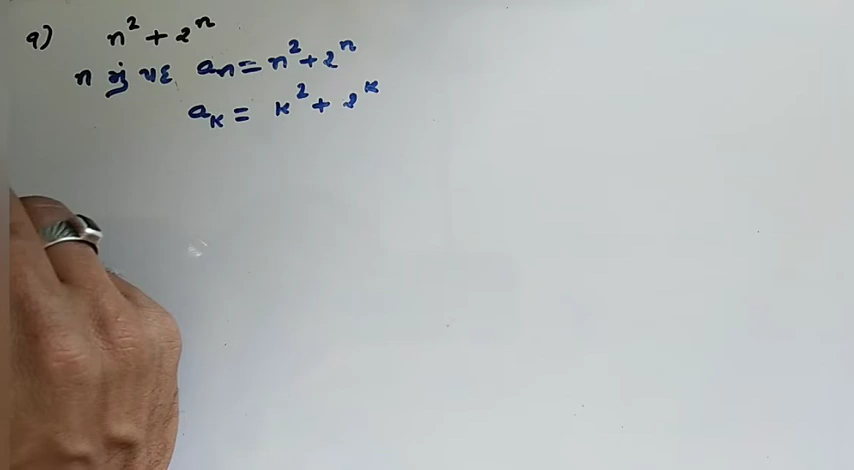 9) n² + 2ⁿ
n મું પદ aₙ = n² + 2ⁿ
aₖ = k² + 2ᵏ